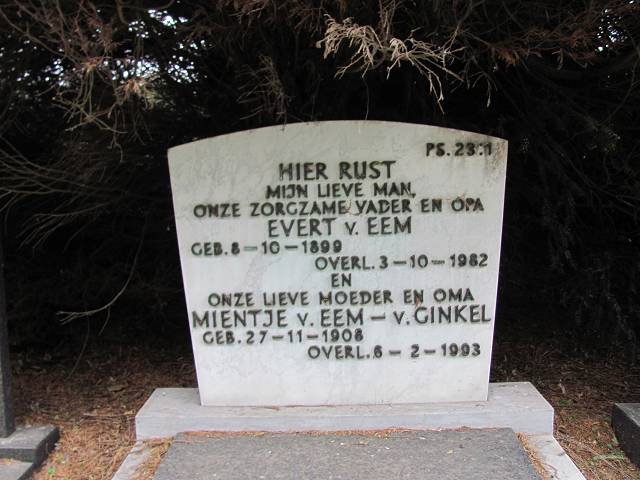 PS. 23:1
HIER RUST
MIJN LIEVE MAN,
ONZE ZORGZAME VADER EN OPA
EVERT v. EEM
GEB. 8-10-1899
OVERL. 3-10-1982
EN
ONZE LIEVE MOEDER EN OMA
MIENTJE v. EEM - v. GINKEL
GEB. 27-11-1908
OVERL. 6-2-1993